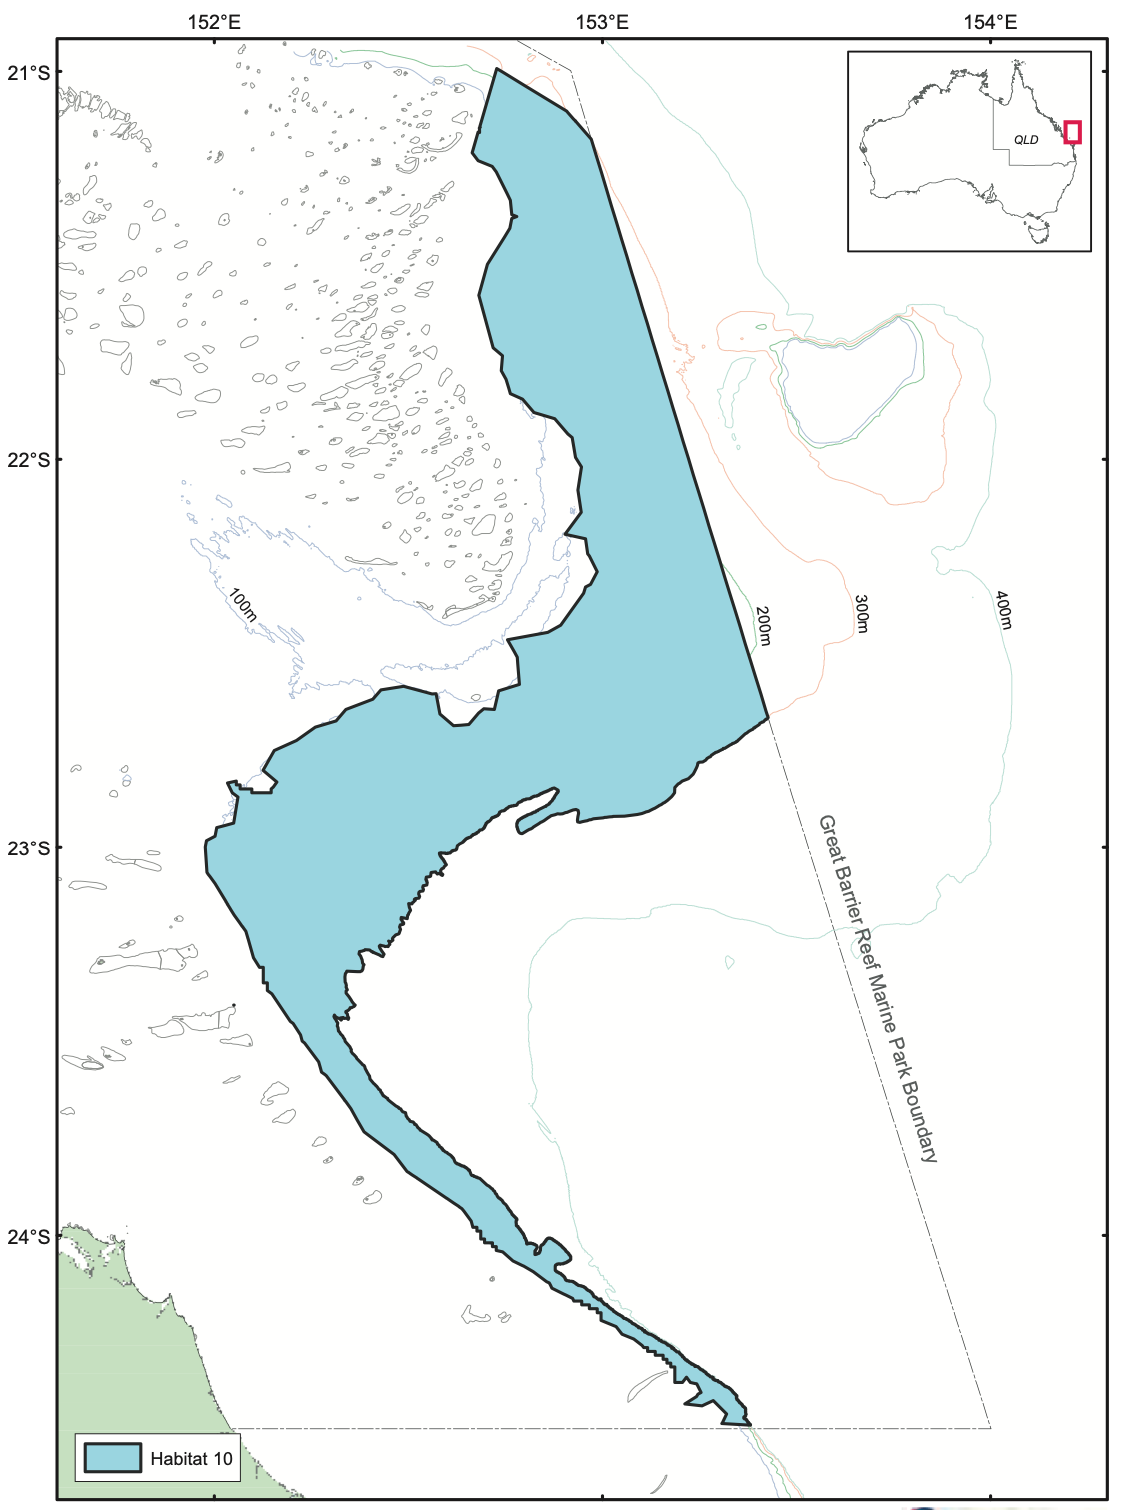 152°E
153°E
154°E
21°S
QLD
22°S
100m
200m
300m
400m
Great Barrier Reef Marine Park Boundary
23°S
24°S
Habitat 10